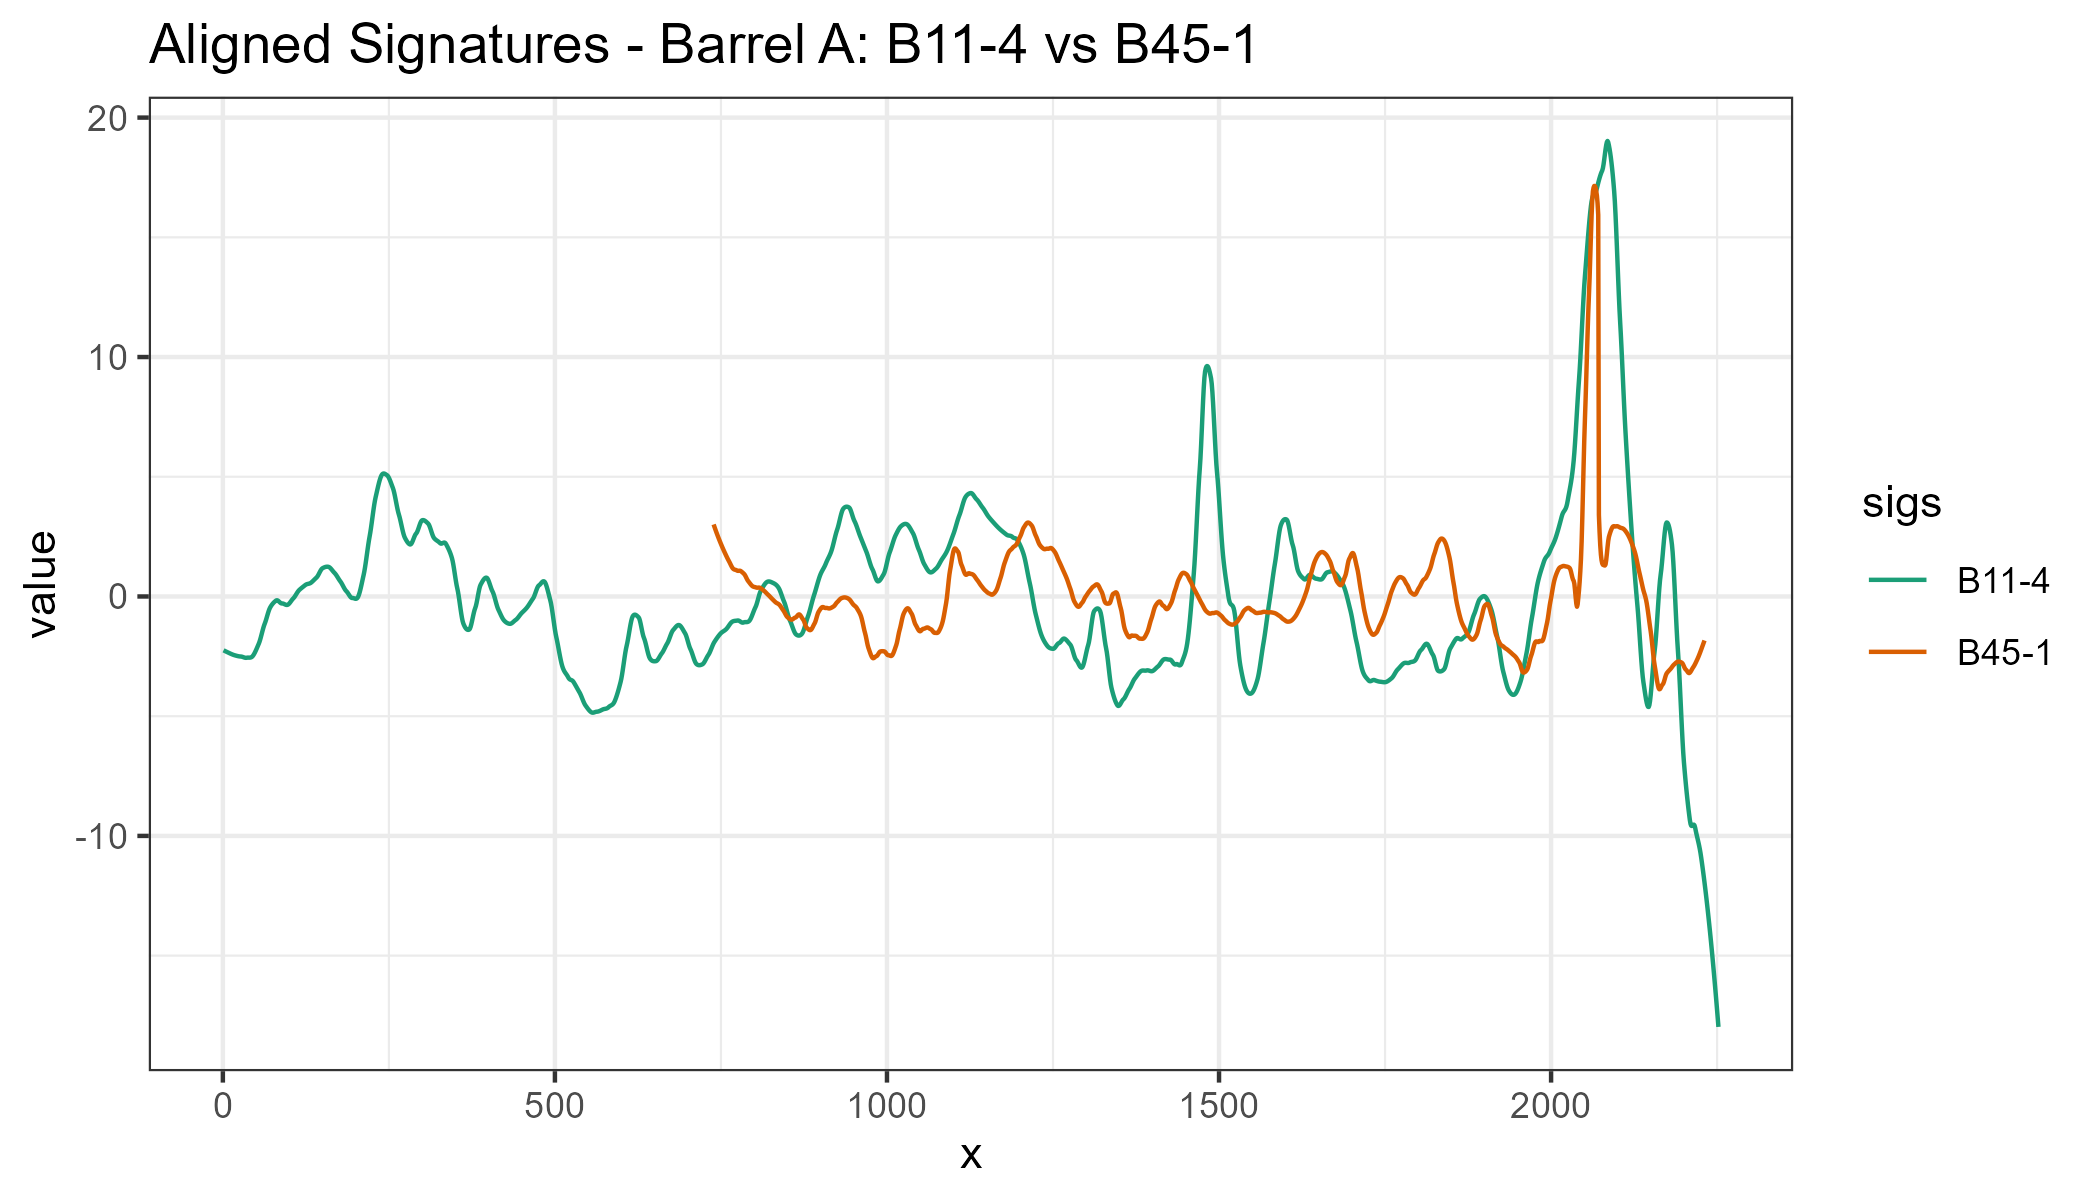 Aligned Signatures - Barrel A: B11-4 vs B45-1
20
10
0
-10
value
0 500 1000 1500 2000
x
sigs
B11-4
B45-1